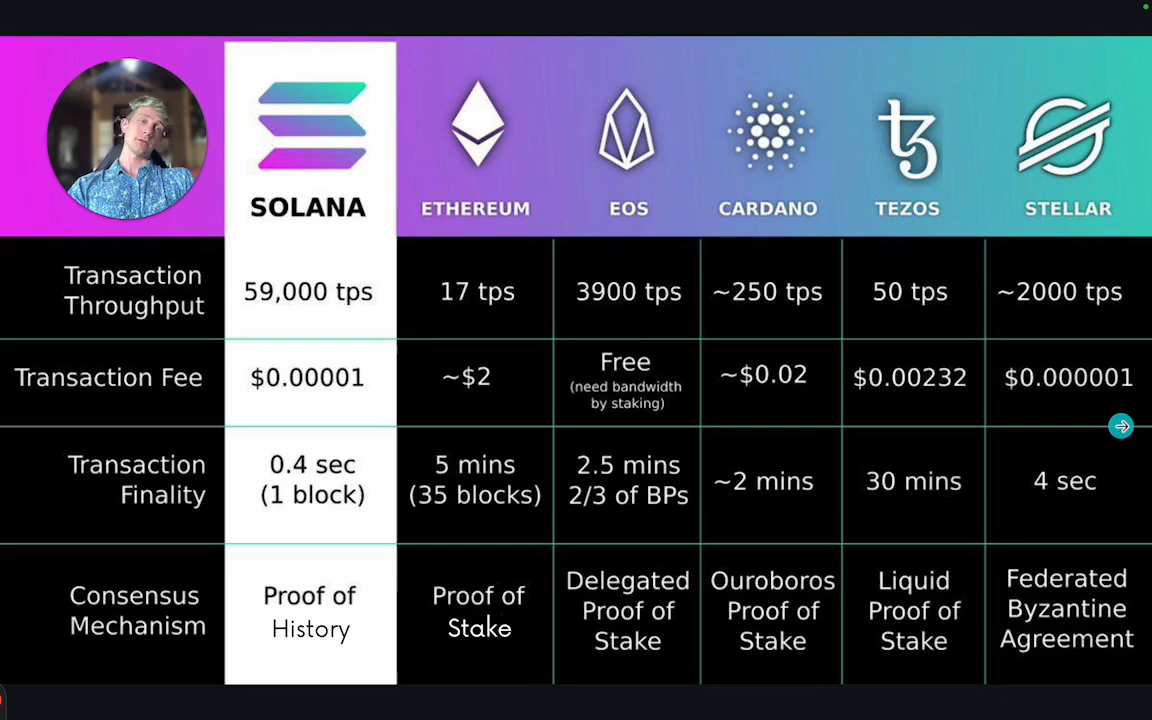 SOLANA
ETHEREUM
EOS
CARDANO
TEZOS
STELLAR
Transaction
Throughput
59,000 tps
17 tps
3900 tps
~250 tps
50 tps
~2000 tps
Transaction Fee
$0.00001
~$2
Free
(need bandwidth
by staking)
~$0.02
$0.00232
$0.000001
Transaction
Finality
0.4 sec
(1 block)
5 mins
(35 blocks)
2.5 mins
2/3 of BPs
~2 mins
30 mins
4 sec
Consensus
Mechanism
Proof of
History
Proof of
Stake
Delegated
Proof of
Stake
Ouroboros
Proof of
Stake
Liquid
Proof of
Stake
Federated
Byzantine
Agreement